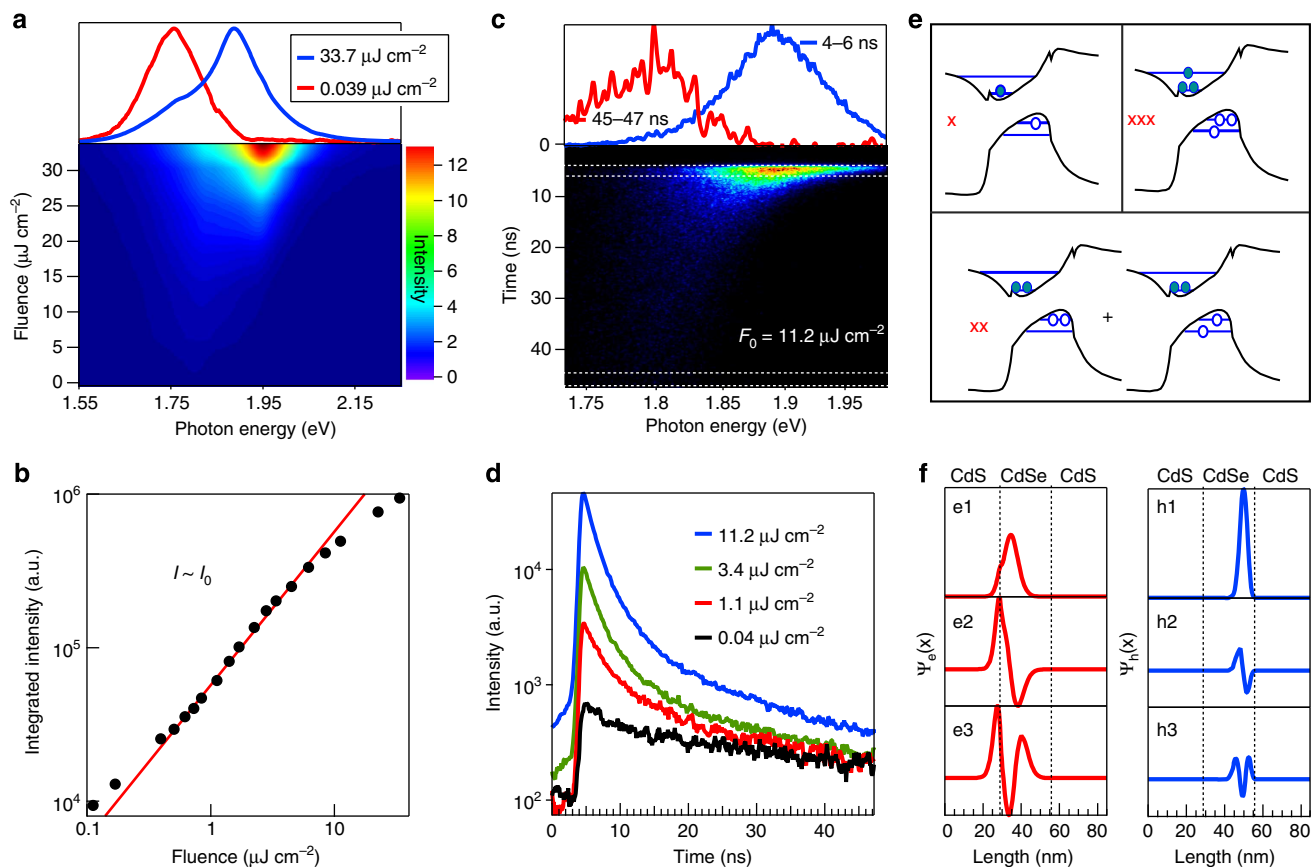 a
33.7 μJ cm⁻²
0.039 μJ cm⁻²
Fluence (μJ cm⁻²)
30
25
20
15
10
5
0
1.55
1.75
1.95
2.15
Photon energy (eV)
Intensity
12
10
8
6
4
2
0
b
Integrated intensity (a.u.)
10⁶
10⁵
10⁴
I ~ I₀
0.1
1
10
Fluence (μJ cm⁻²)
c
4–6 ns
45–47 ns
Time (ns)
0
10
20
30
40
F₀ = 11.2 μJ cm⁻²
1.75
1.8
1.85
1.9
1.95
Photon energy (eV)
d
Intensity (a.u.)
10⁴
10³
10²
11.2 μJ cm⁻²
3.4 μJ cm⁻²
1.1 μJ cm⁻²
0.04 μJ cm⁻²
0
10
20
30
40
Time (ns)
e
x
xxx
xx
+
f
CdS
CdSe
CdS
e1
e2
e3
Ψe(x)
0
20
40
60
80
Length (nm)
CdS
CdSe
CdS
h1
h2
h3
Ψh(x)
0
20
40
60
80
Length (nm)